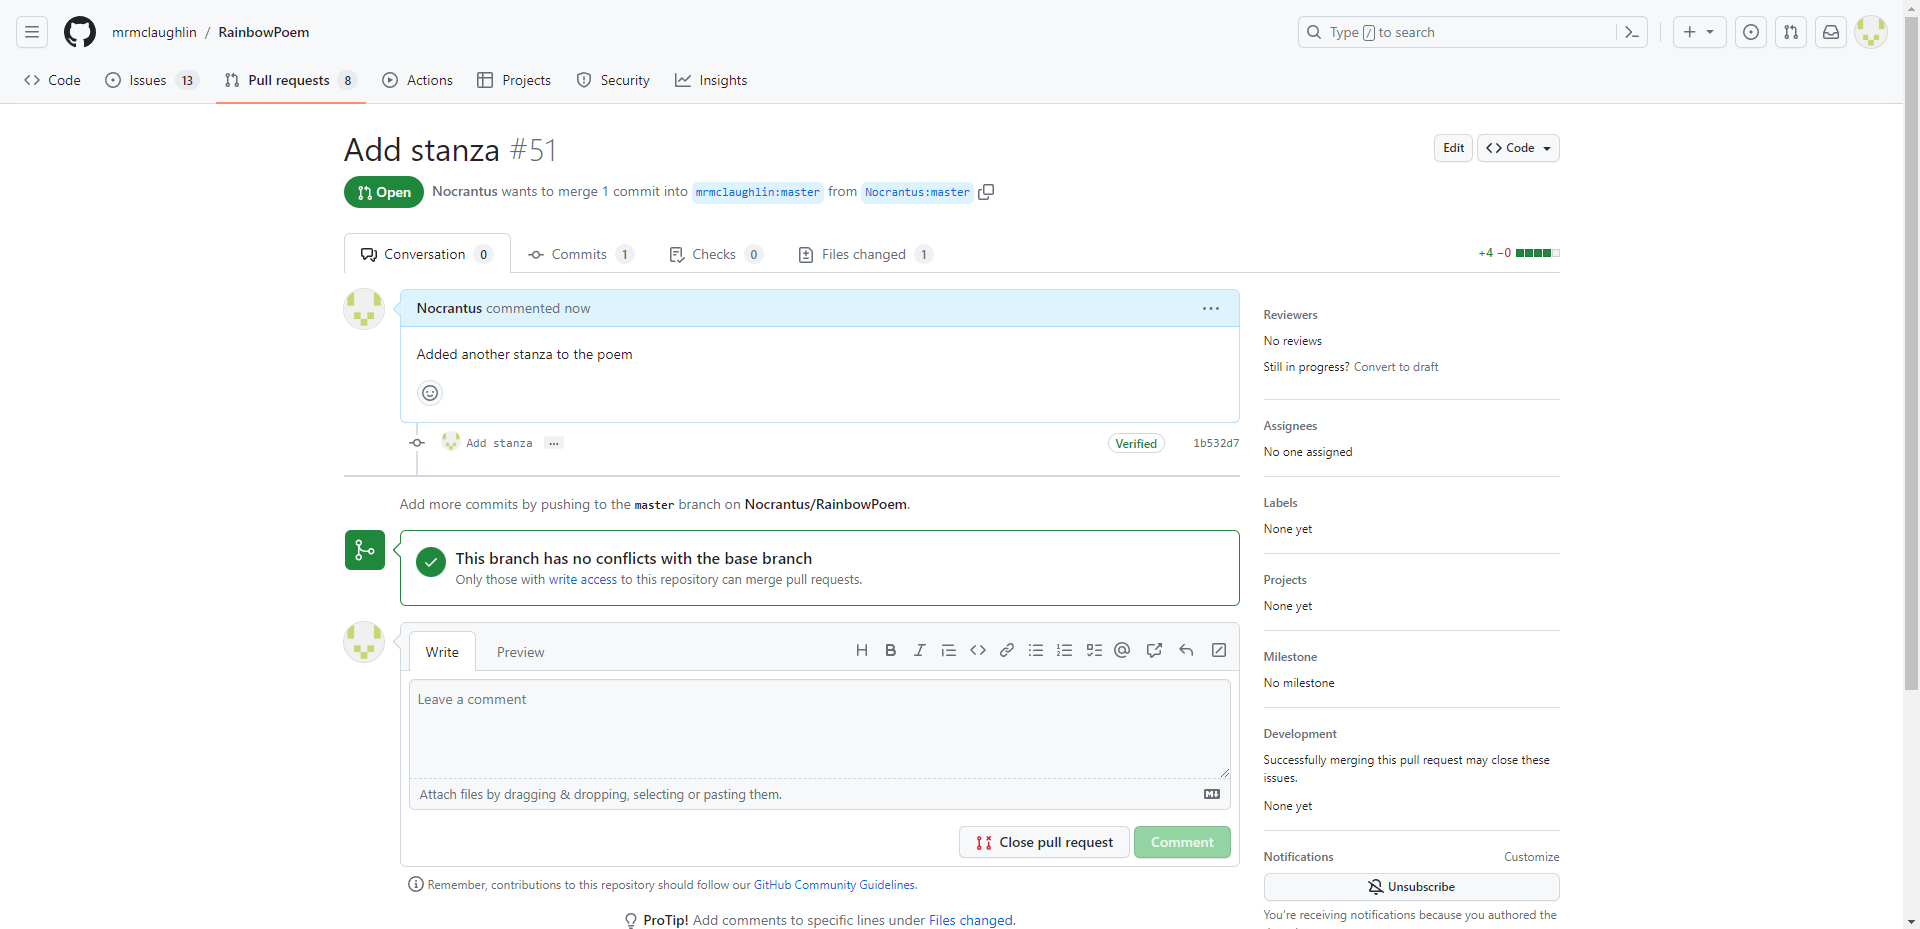 mrmclaughlin / RainbowPoem
Type / to search
Code
Issues 13
Pull requests 8
Actions
Projects
Security
Insights
Add stanza #51
Edit
Code
Open
Nocrantus wants to merge 1 commit into mrmclaughlin:master from Nocrantus:master
Conversation 0
Commits 1
Checks 0
Files changed 1
+4 −0
Nocrantus commented now
Added another stanza to the poem
Add stanza ...
Verified
1b532d7
Add more commits by pushing to the master branch on Nocrantus/RainbowPoem.
This branch has no conflicts with the base branch
Only those with write access to this repository can merge pull requests.
Write
Preview
Leave a comment
Attach files by dragging & dropping, selecting or pasting them.
Close pull request
Comment
Remember, contributions to this repository should follow our GitHub Community Guidelines.
ProTip! Add comments to specific lines under Files changed.
Reviewers
No reviews
Still in progress? Convert to draft
Assignees
No one assigned
Labels
None yet
Projects
None yet
Milestone
No milestone
Development
Successfully merging this pull request may close these
issues.
None yet
Notifications
Customize
Unsubscribe
You're receiving notifications because you authored the